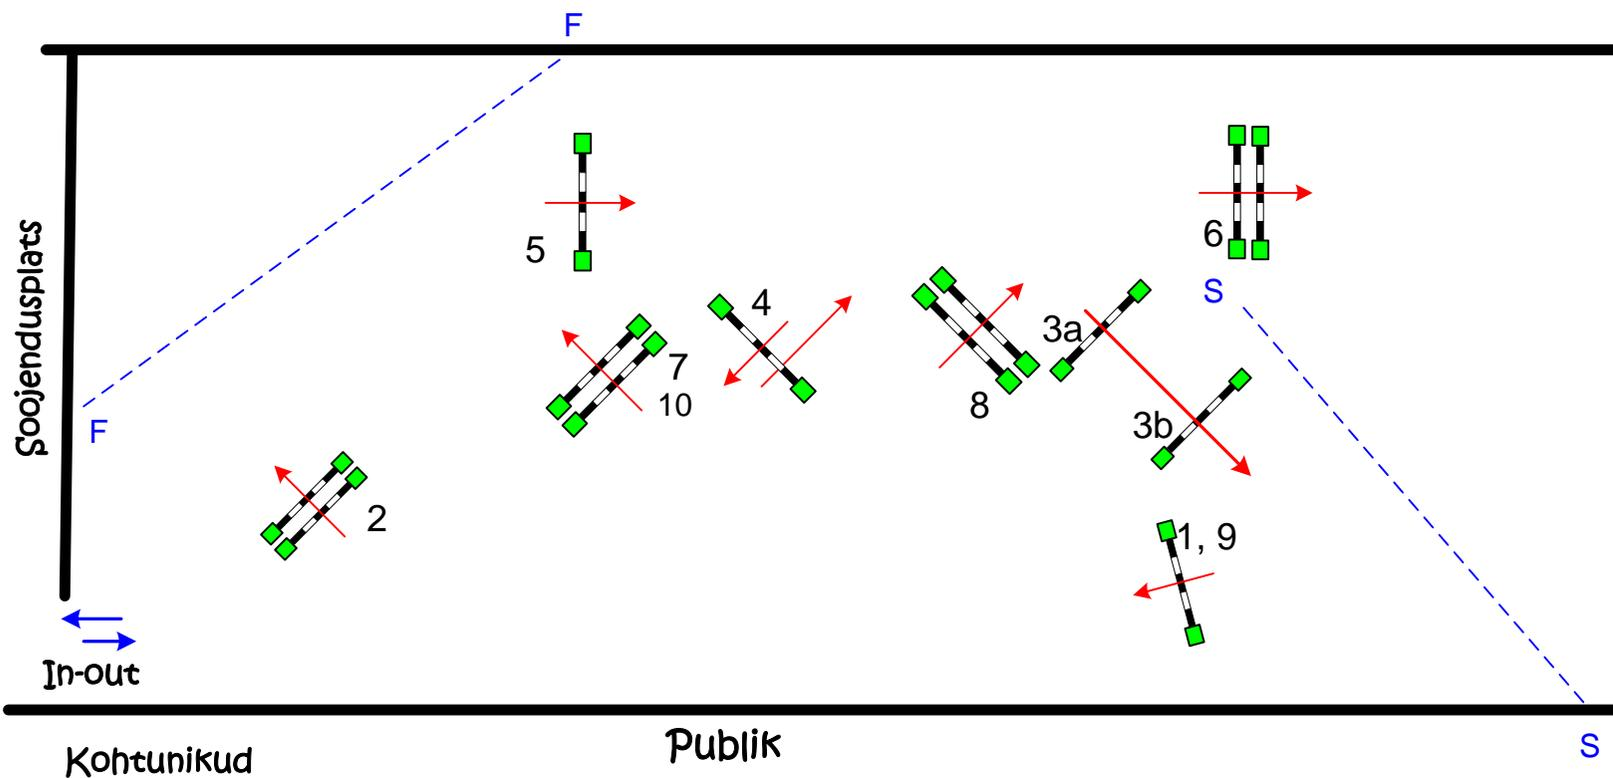 F
5
6
S
4
3a
7
10
8
3b
F
Soojendusplats
2
1, 9
In-out
Publik
Kohtunikud
S